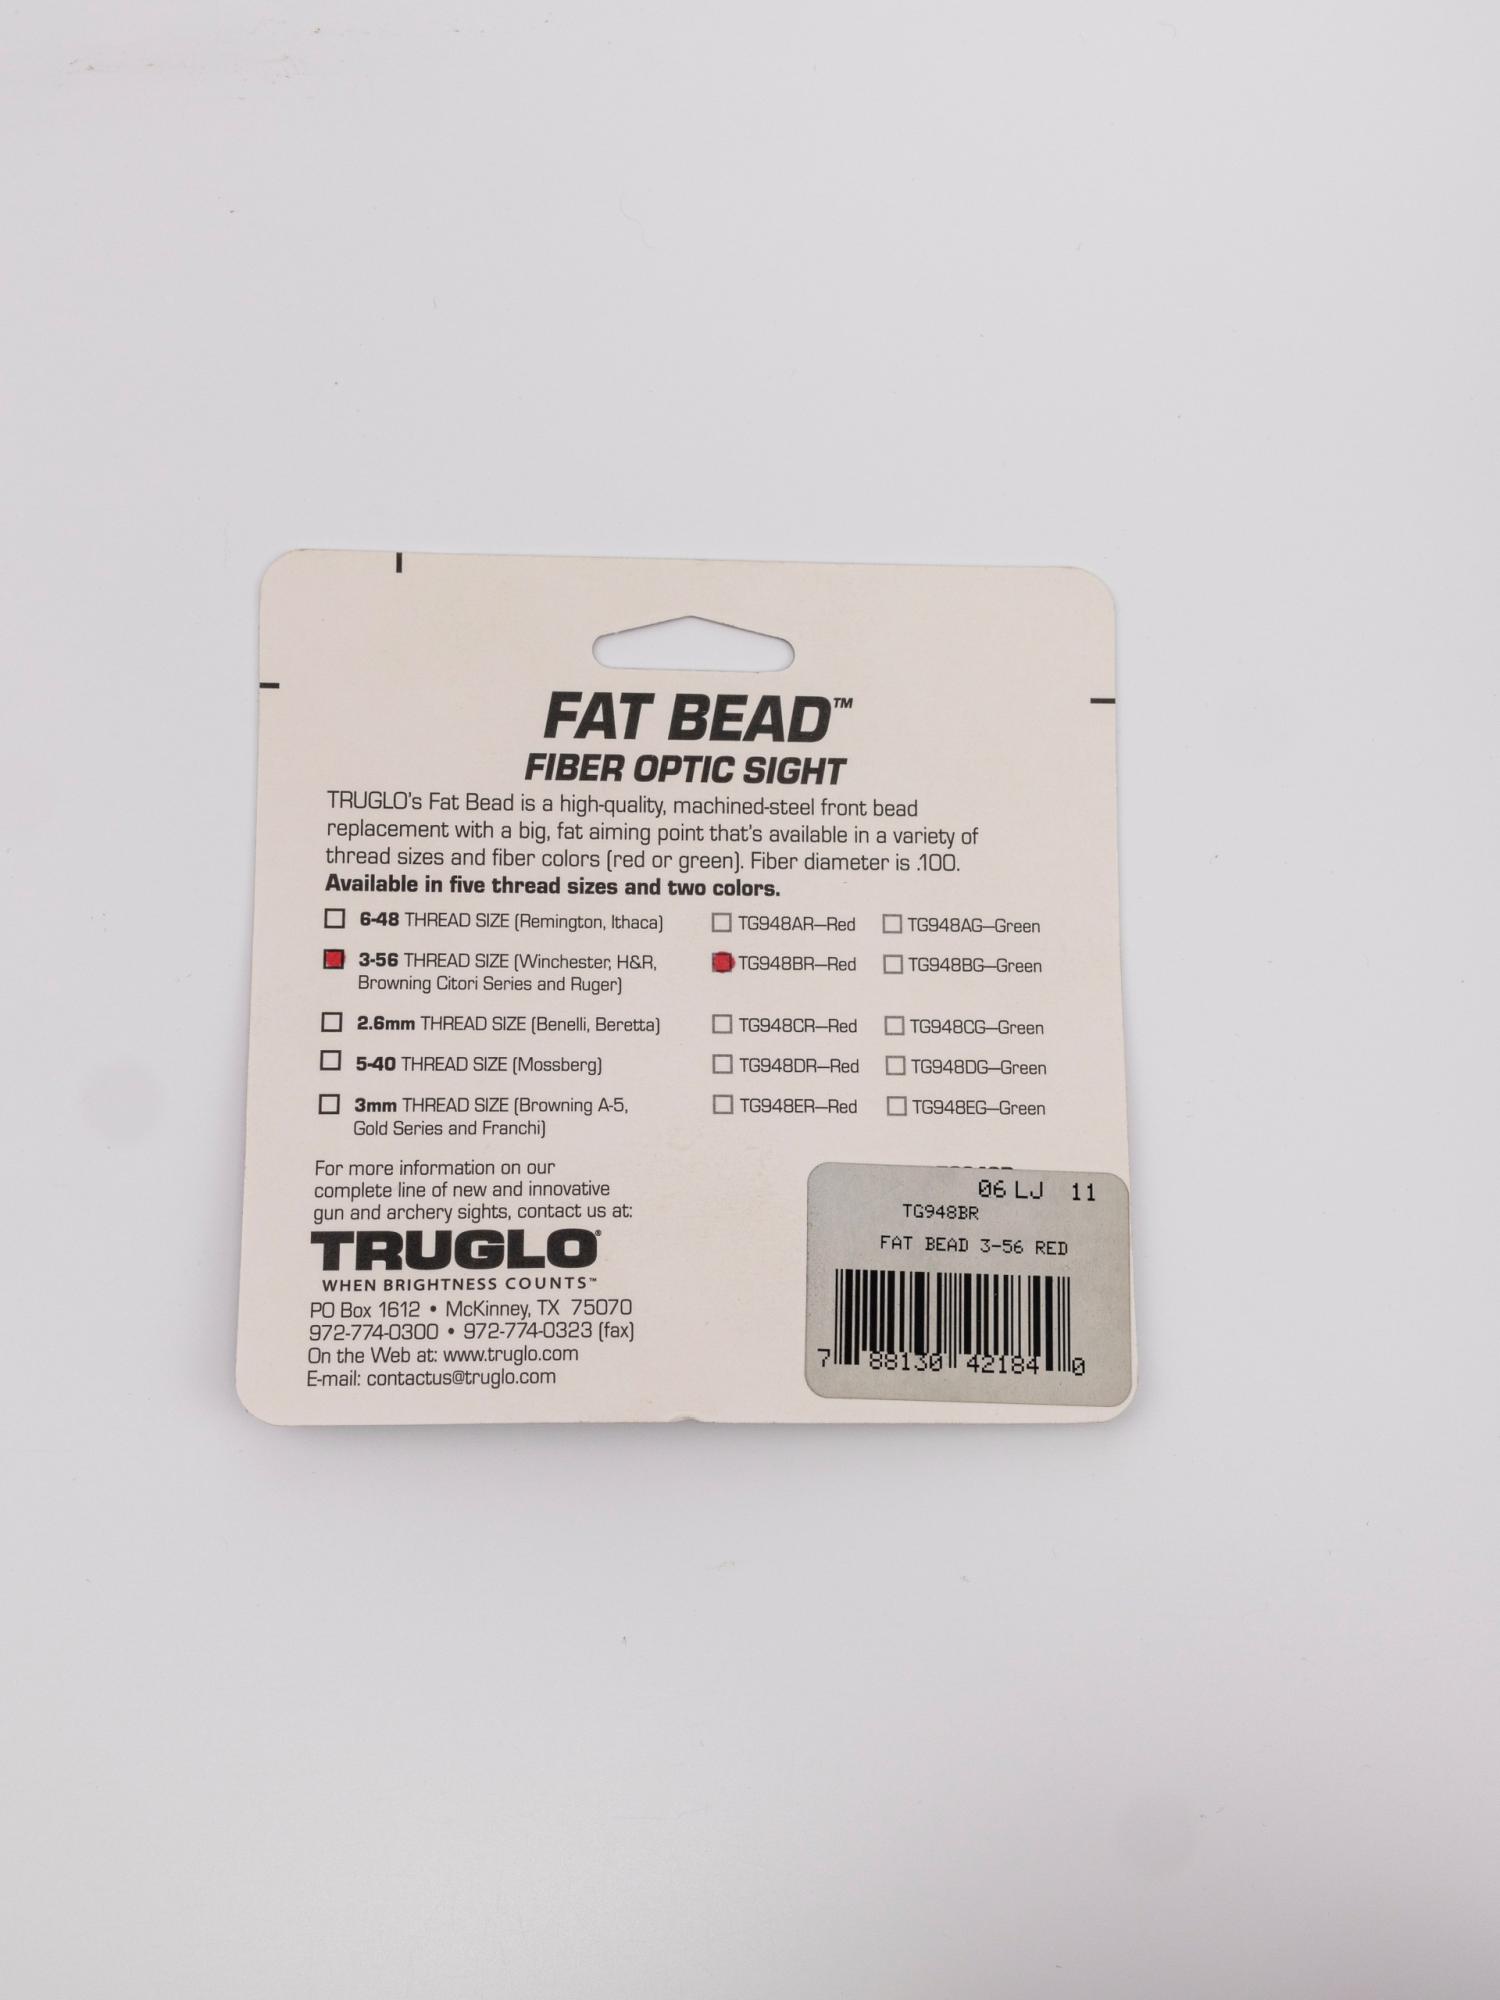 FAT BEAD™
FIBER OPTIC SIGHT
TRUGLO's Fat Bead is a high-quality, machined-steel front bead
replacement with a big, fat aiming point that's available in a variety of
thread sizes and fiber colors (red or green). Fiber diameter is .100.
Available in five thread sizes and two colors.
6-48 THREAD SIZE (Remington, Ithaca) TG948AR—Red TG948AG—Green
3-56 THREAD SIZE (Winchester, H&R, TG948BR—Red TG948BG—Green
Browning Citori Series and Ruger)
2.6mm THREAD SIZE (Benelli, Beretta) TG948CR—Red TG948CG—Green
5-40 THREAD SIZE (Mossberg) TG948DR—Red TG948DG—Green
3mm THREAD SIZE (Browning A-5, TG948ER—Red TG948EG—Green
Gold Series and Franchi)
For more information on our
complete line of new and innovative
gun and archery sights, contact us at:
TRUGLO®
WHEN BRIGHTNESS COUNTS™
PO Box 1612 • McKinney, TX 75070
972-774-0300 • 972-774-0323 (fax)
On the Web at: www.truglo.com
E-mail: contactus@truglo.com
06 LJ 11
TG948BR
FAT BEAD 3-56 RED
7 88130 42184 0